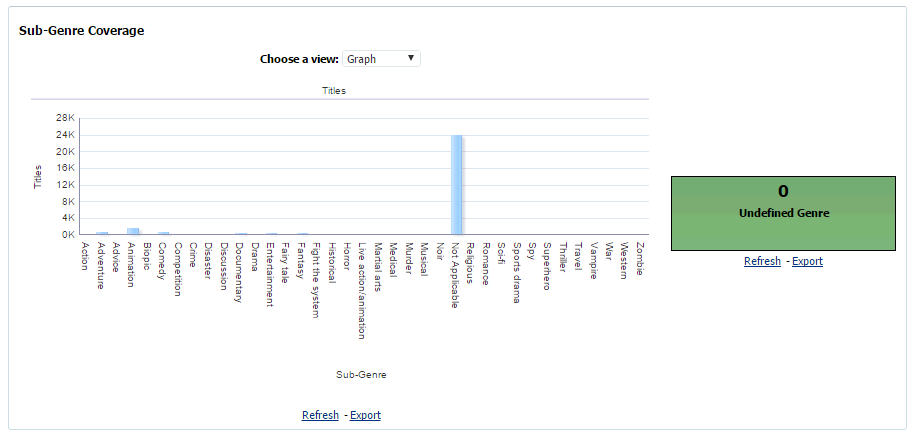 Sub-Genre Coverage
Choose a view: Graph
Titles
28K
24K
20K
16K
12K
8K
4K
0K
Titles
Action
Adventure
Advice
Animation
Biopic
Comedy
Competition
Crime
Disaster
Discussion
Documentary
Drama
Entertainment
Fairy tale
Fantasy
Fight the system
Historical
Horror
Live action/animation
Martial arts
Medical
Murder
Musical
Noir
Not Applicable
Religious
Romance
Sci-fi
Sports drama
Spy
Superhero
Thriller
Travel
Vampire
War
Western
Zombie
Sub-Genre
Refresh - Export
0
Undefined Genre
Refresh - Export